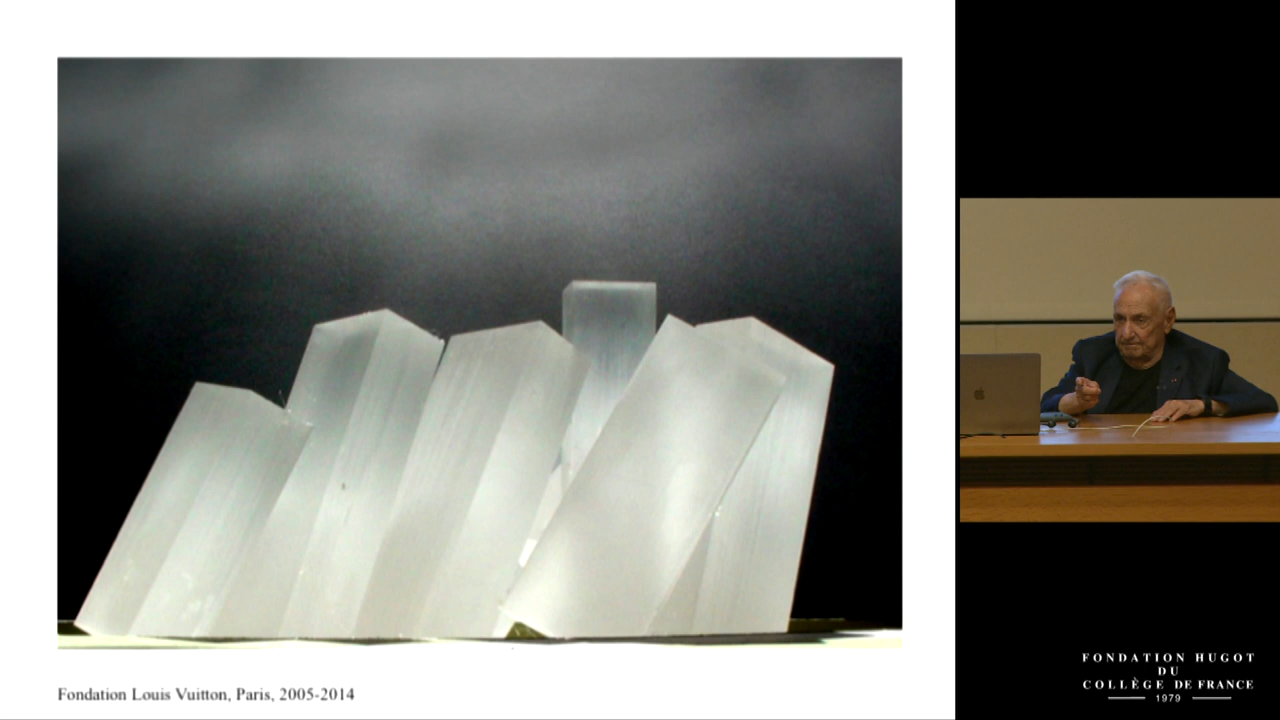 Fondation Louis Vuitton, Paris, 2005-2014
FONDATION HUGOT
DU
COLLÈGE DE FRANCE
1979